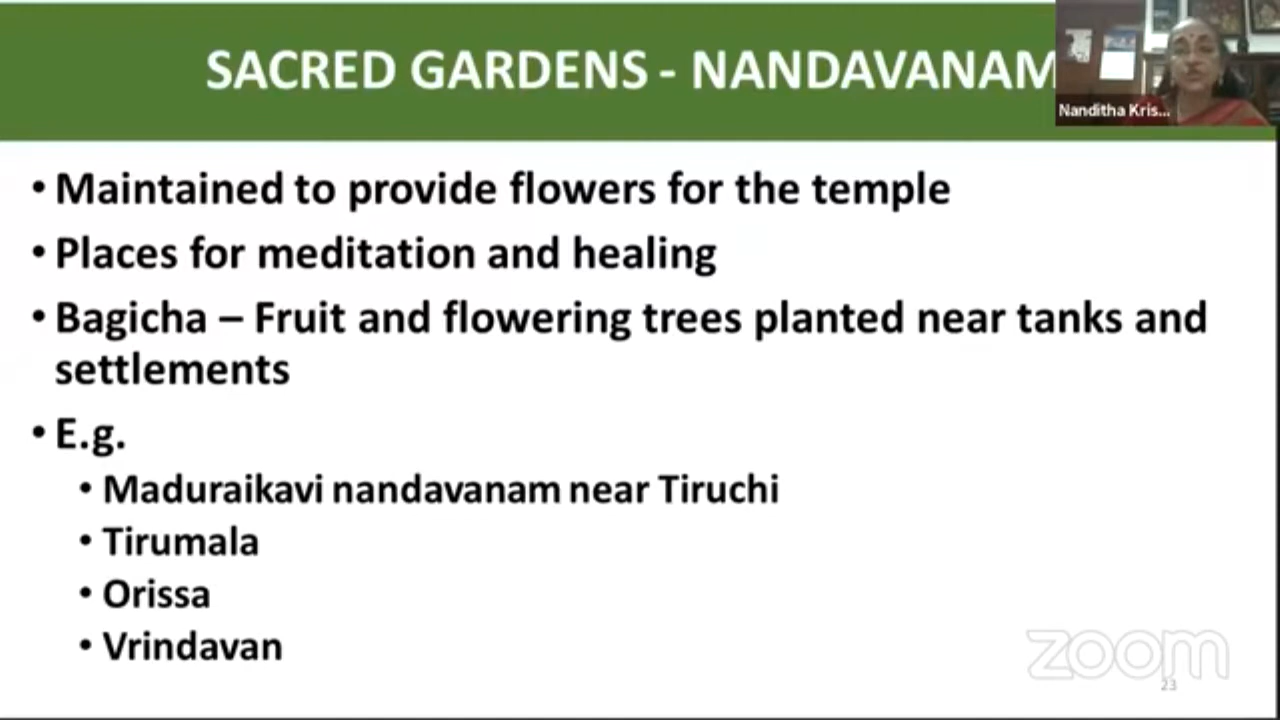 SACRED GARDENS - NANDAVANAM
Nanditha Kris...
• Maintained to provide flowers for the temple
• Places for meditation and healing
• Bagicha – Fruit and flowering trees planted near tanks and
settlements
• E.g.
• Maduraikavi nandavanam near Tiruchi
• Tirumala
• Orissa
• Vrindavan
zoom
23